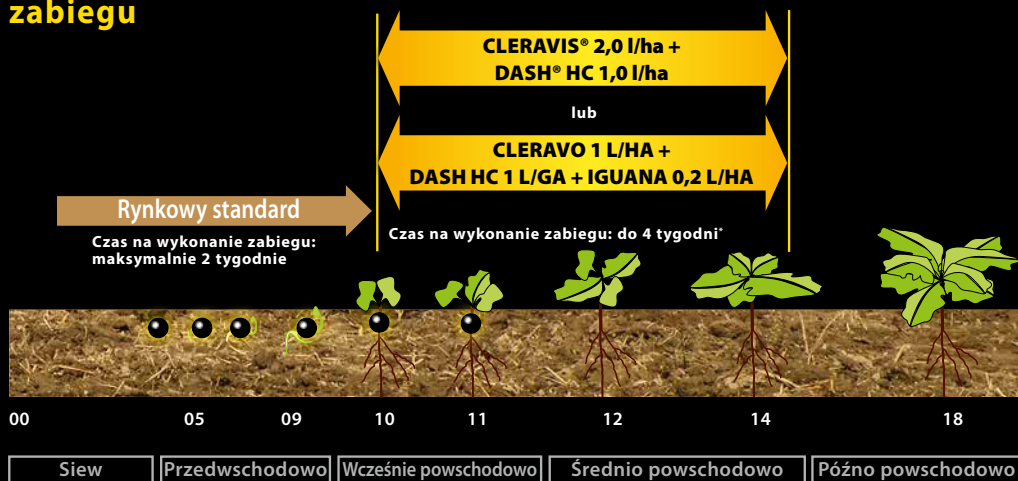 zabiegu
CLERAVIS® 2,0 l/ha +
DASH® HC 1,0 l/ha
lub
CLERAVO 1 L/HA +
DASH HC 1 L/GA + IGUANA 0,2 L/HA
Rynkowy standard
Czas na wykonanie zabiegu:
maksymalnie 2 tygodnie
Czas na wykonanie zabiegu: do 4 tygodni*
00 05 09 10 11 12 14 18
Siew Przedwschodowo Wcześnie powschodowo Średnio powschodowo Późno powschodowo